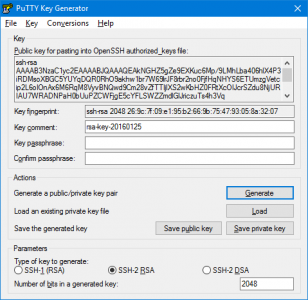 PuTTY Key Generator
File Key Conversions Help
Key
Public key for pasting into OpenSSH authorized_keys file:
ssh-rsa
Key fingerprint: ssh-rsa 2048 26:9c:7f:09:e1:95:b2:66:9b:75:47:93:05:8a:32:07
Key comment: rsa-key-20160125
Key passphrase:
Confirm passphrase:
Actions
Generate a public/private key pair Generate
Load an existing private key file Load
Save the generated key Save public key Save private key
Parameters
Type of key to generate:
SSH-1 (RSA) SSH-2 RSA SSH-2 DSA
Number of bits in a generated key: 2048